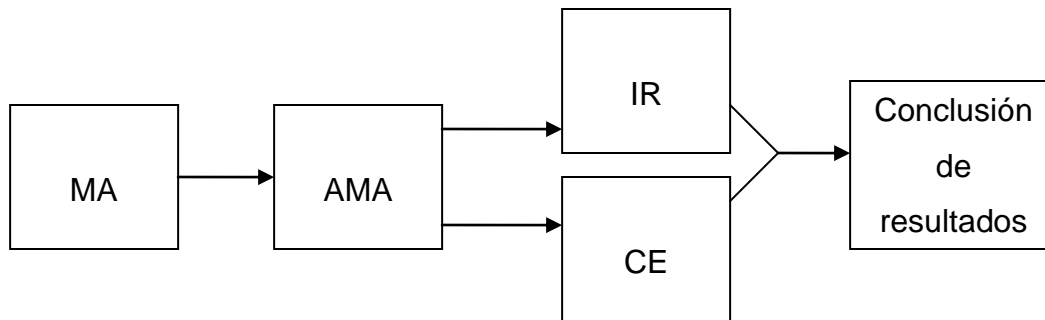 MA
AMA
IR
CE
Conclusión
de
resultados